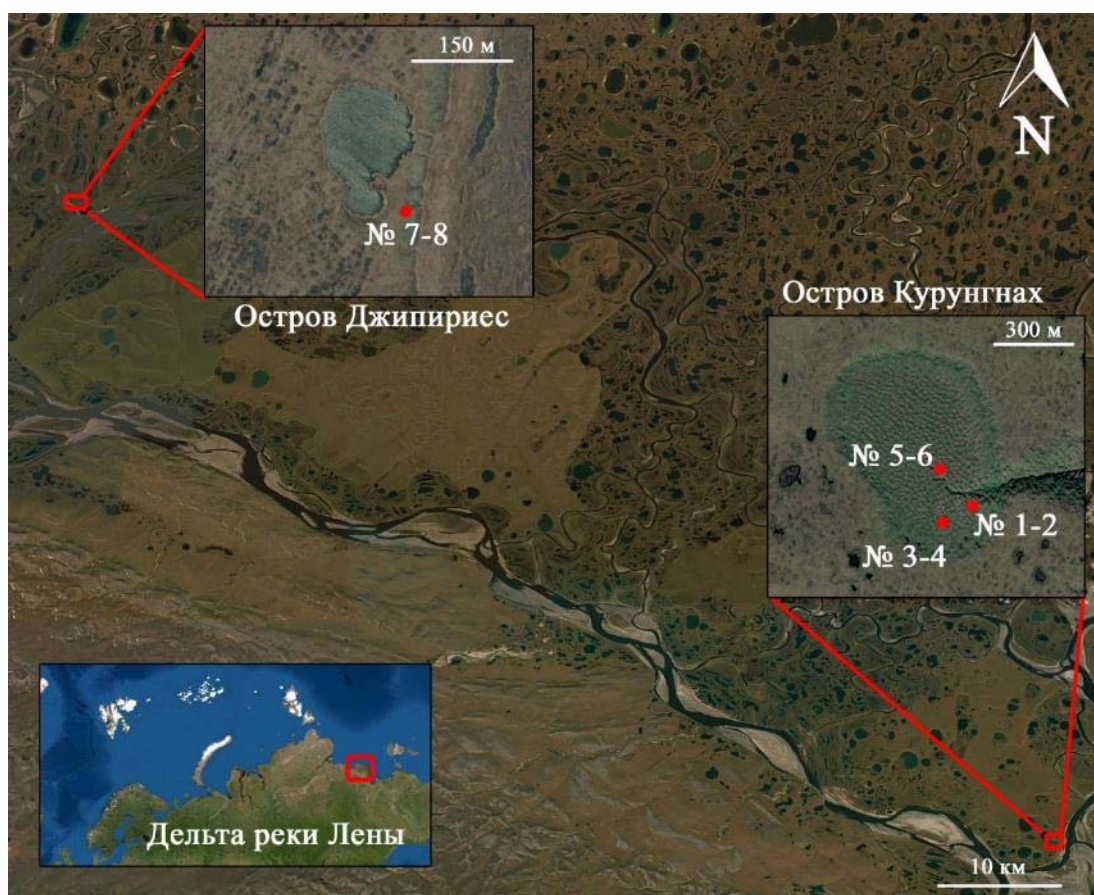 150 м
N
№ 7-8
Остров Джипириес
Остров Курунгнах
300 м
№ 5-6
№ 1-2
№ 3-4
Дельта реки Лены
10 км